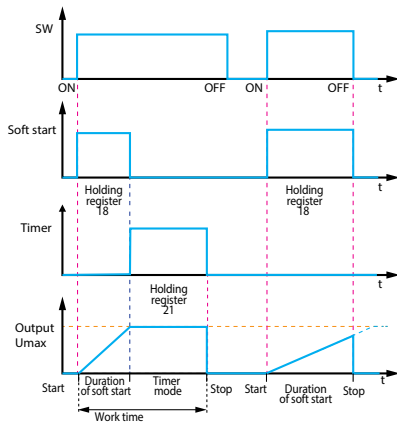 SW
ON
OFF
ON
OFF
t
Soft start
Holding
register
18
Holding
register
18
t
Timer
Holding
register
21
t
Output
Umax
Start
Duration
of soft start
Timer
mode
Stop
Start
Duration
of soft start
Stop
t
Work time